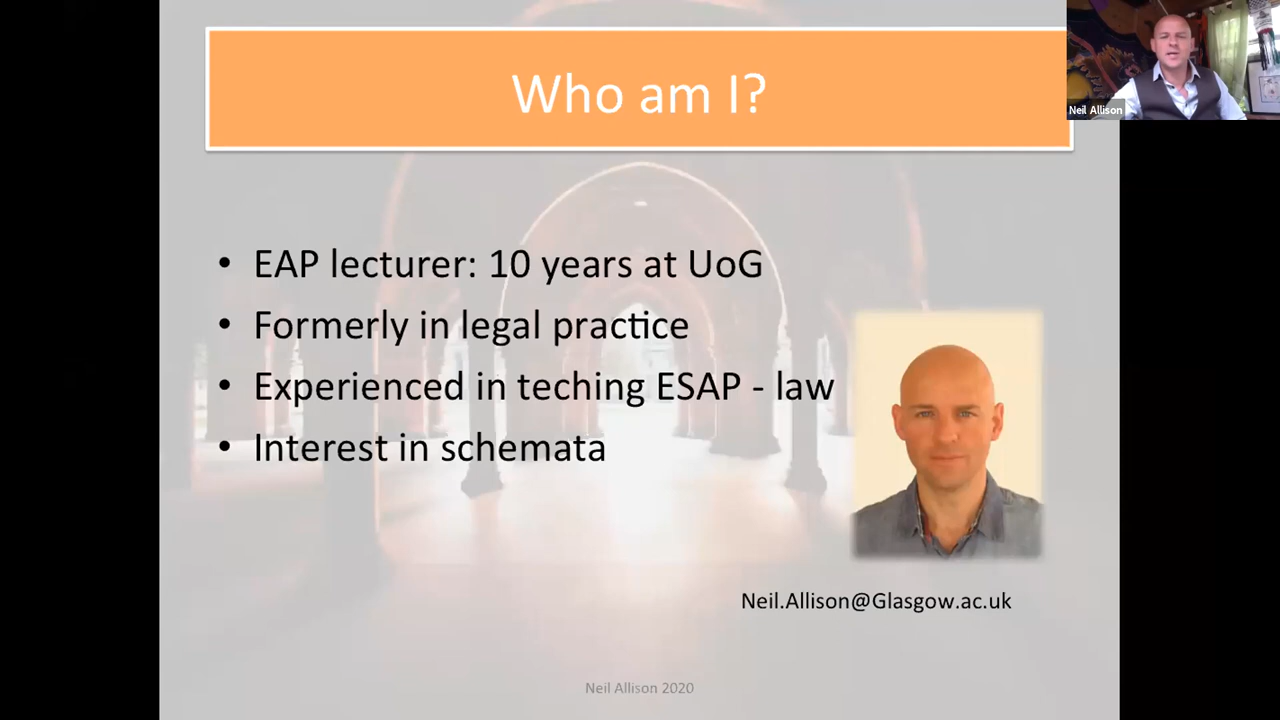 Who am I?
Neil Allison
• EAP lecturer: 10 years at UoG
• Formerly in legal practice
• Experienced in teching ESAP - law
• Interest in schemata
Neil.Allison@Glasgow.ac.uk
Neil Allison 2020